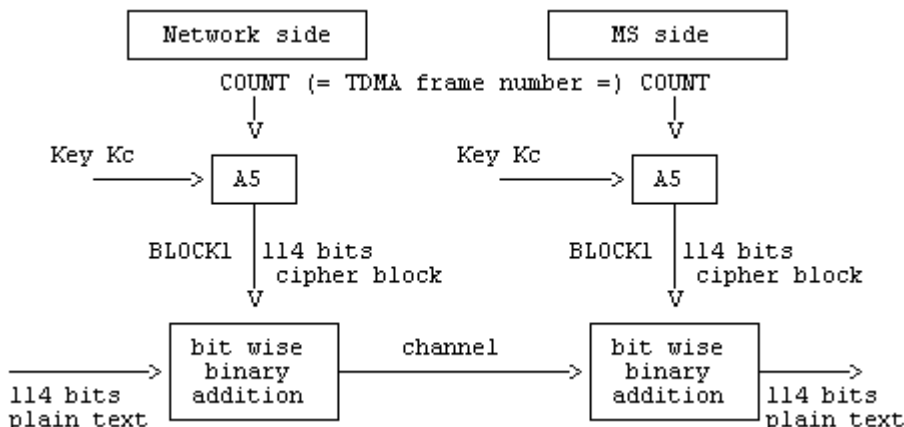 Network side
MS side
COUNT (= TDMA frame number =) COUNT
Key Kc
A5
Key Kc
A5
BLOCK1
114 bits
cipher block
BLOCK1
114 bits
cipher block
bit wise
binary
addition
channel
bit wise
binary
addition
114 bits
plain text
114 bits
plain text